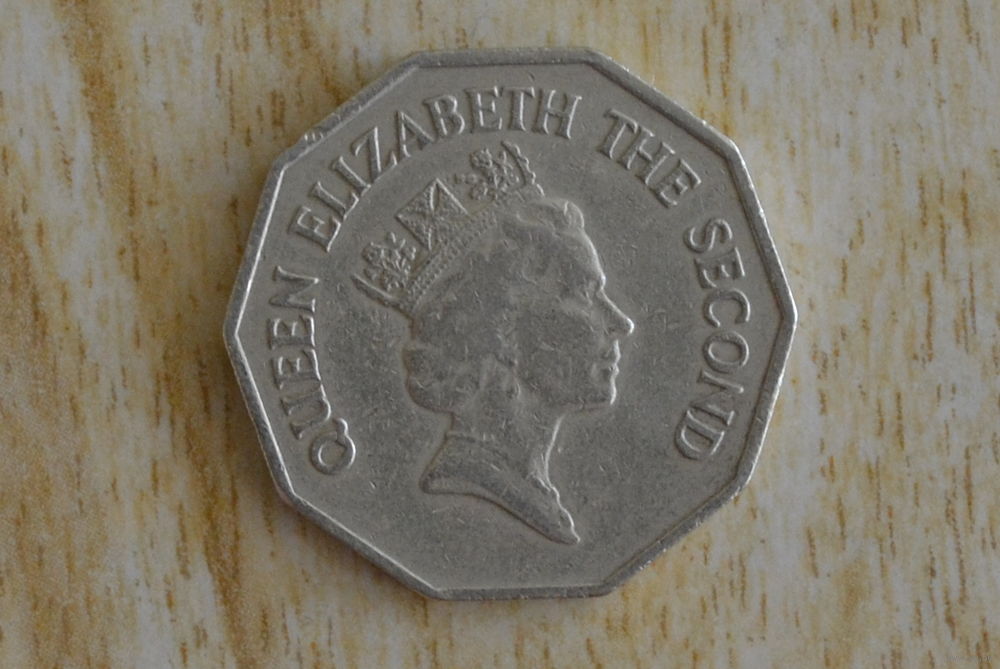 QUEEN ELIZABETH THE SECOND